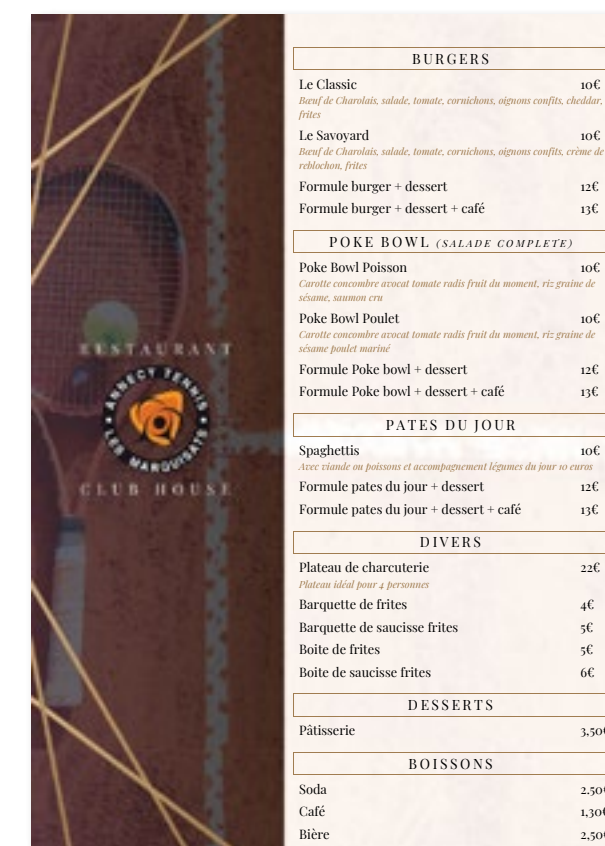 RESTAURANT
ANNECY TENNIS
LES MARQUISATS
CLUB HOUSE
BURGERS
Le Classic 10€
Bœuf de Charolais, salade, tomate, cornichons, oignons confits, cheddar,
frites
Le Savoyard 10€
Bœuf de Charolais, salade, tomate, cornichons, oignons confits, crème de
reblochon, frites
Formule burger + dessert 12€
Formule burger + dessert + café 13€
POKE BOWL (SALADE COMPLETE)
Poke Bowl Poisson 10€
Carotte concombre avocat tomate radis fruit du moment, riz graine de
sésame, saumon cru
Poke Bowl Poulet 10€
Carotte concombre avocat tomate radis fruit du moment, riz graine de
sésame poulet mariné
Formule Poke bowl + dessert 12€
Formule Poke bowl + dessert + café 13€
PATES DU JOUR
Spaghettis 10€
Avec viande ou poissons et accompagnement légumes du jour 10 euros
Formule pates du jour + dessert 12€
Formule pates du jour + dessert + café 13€
DIVERS
Plateau de charcuterie 22€
Plateau idéal pour 4 personnes
Barquette de frites 4€
Barquette de saucisse frites 5€
Boite de frites 5€
Boite de saucisse frites 6€
DESSERTS
Pâtisserie 3,50€
BOISSONS
Soda 2,50€
Café 1,30€
Bière 2,50€